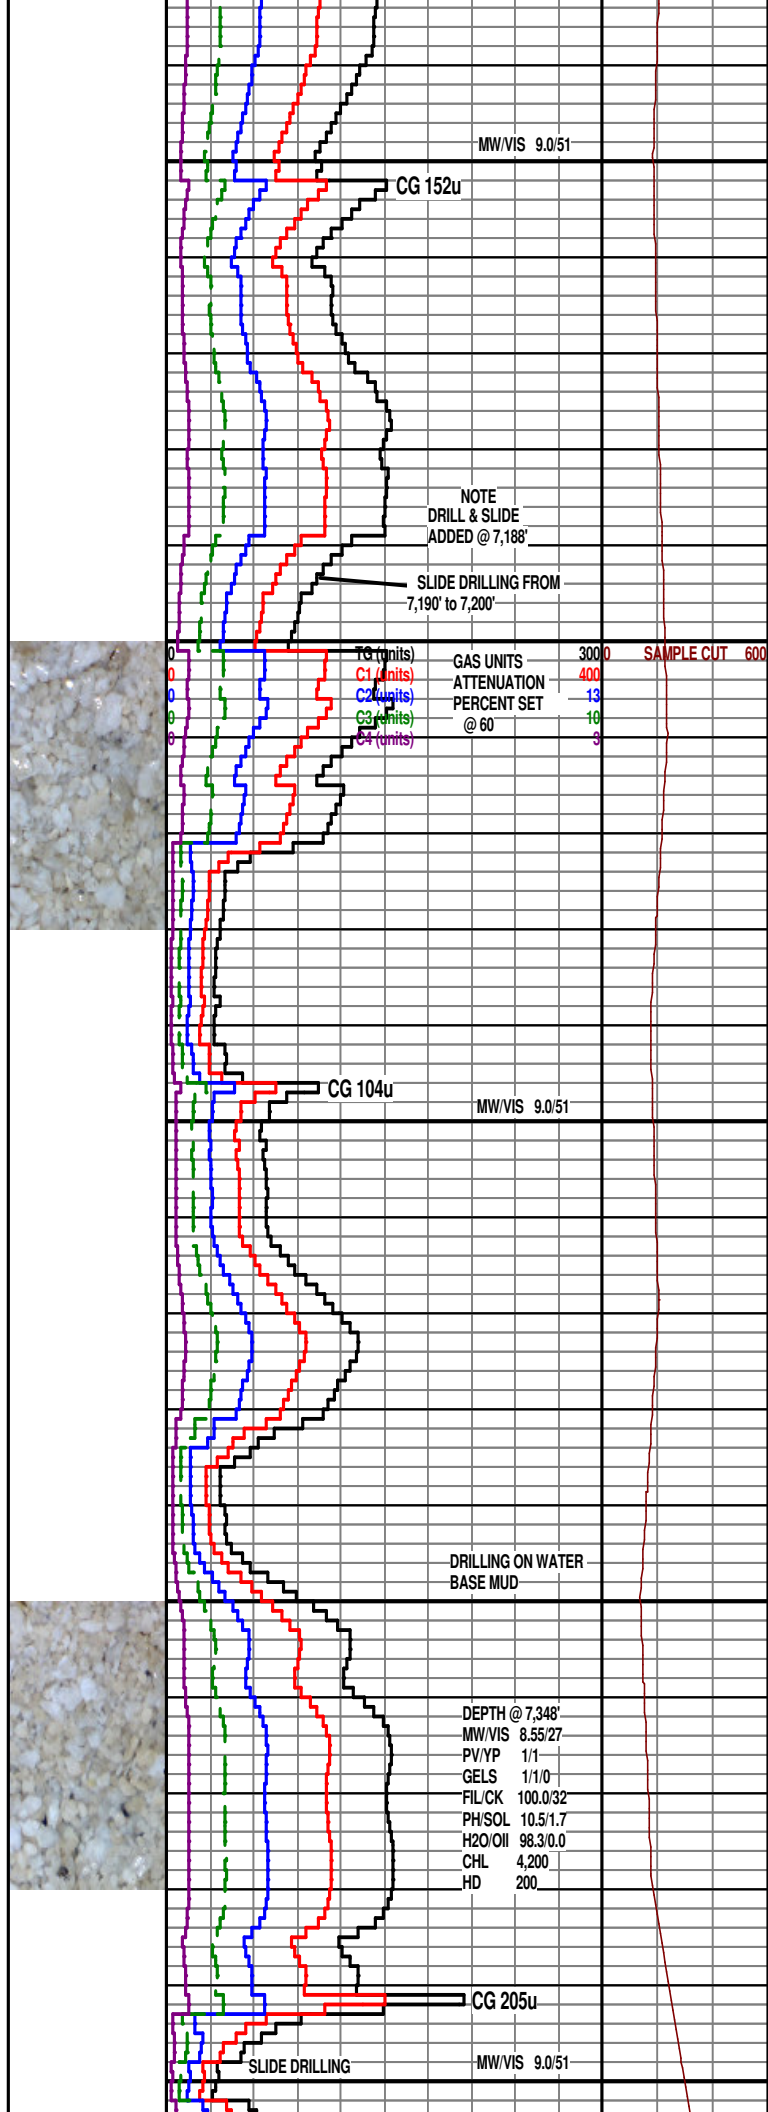 MW/VIS 9.0/51
CG 152u
NOTE
DRILL & SLIDE
ADDED @ 7,188'
SLIDE DRILLING FROM
7,190' to 7,200'
0 TG (units) 300 0 SAMPLE CUT 600
0 C1 (units) 400
0 C2 (units) 13
0 C3 (units) 10
0 C4 (units) 3
GAS UNITS
ATTENUATION
PERCENT SET
@ 60
CG 104u
MW/VIS 9.0/51
DRILLING ON WATER
BASE MUD
DEPTH @ 7,348'
MW/VIS 8.55/27
PV/YP 1/1
GELS 1/1/0
FIL/CK 100.0/32
PH/SOL 10.5/1.7
H2O/Oil 98.3/0.0
CHL 4,200
HD 200
CG 205u
SLIDE DRILLING MW/VIS 9.0/51